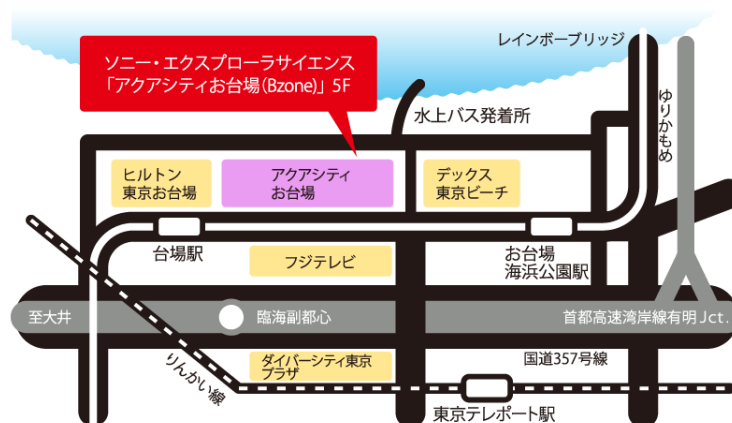 レインボーブリッジ
ソニー・エクスプローラサイエンス
「アクアシティお台場(Bzone)」5F
水上バス発着所
ゆりかもめ
ヒルトン
東京お台場
アクアシティ
お台場
デックス
東京ビーチ
台場駅
フジテレビ
お台場
海浜公園駅
至大井
臨海副都心
首都高速湾岸線有明Jct.
りんかい線
ダイバーシティ東京
プラザ
国道357号線
東京テレポート駅